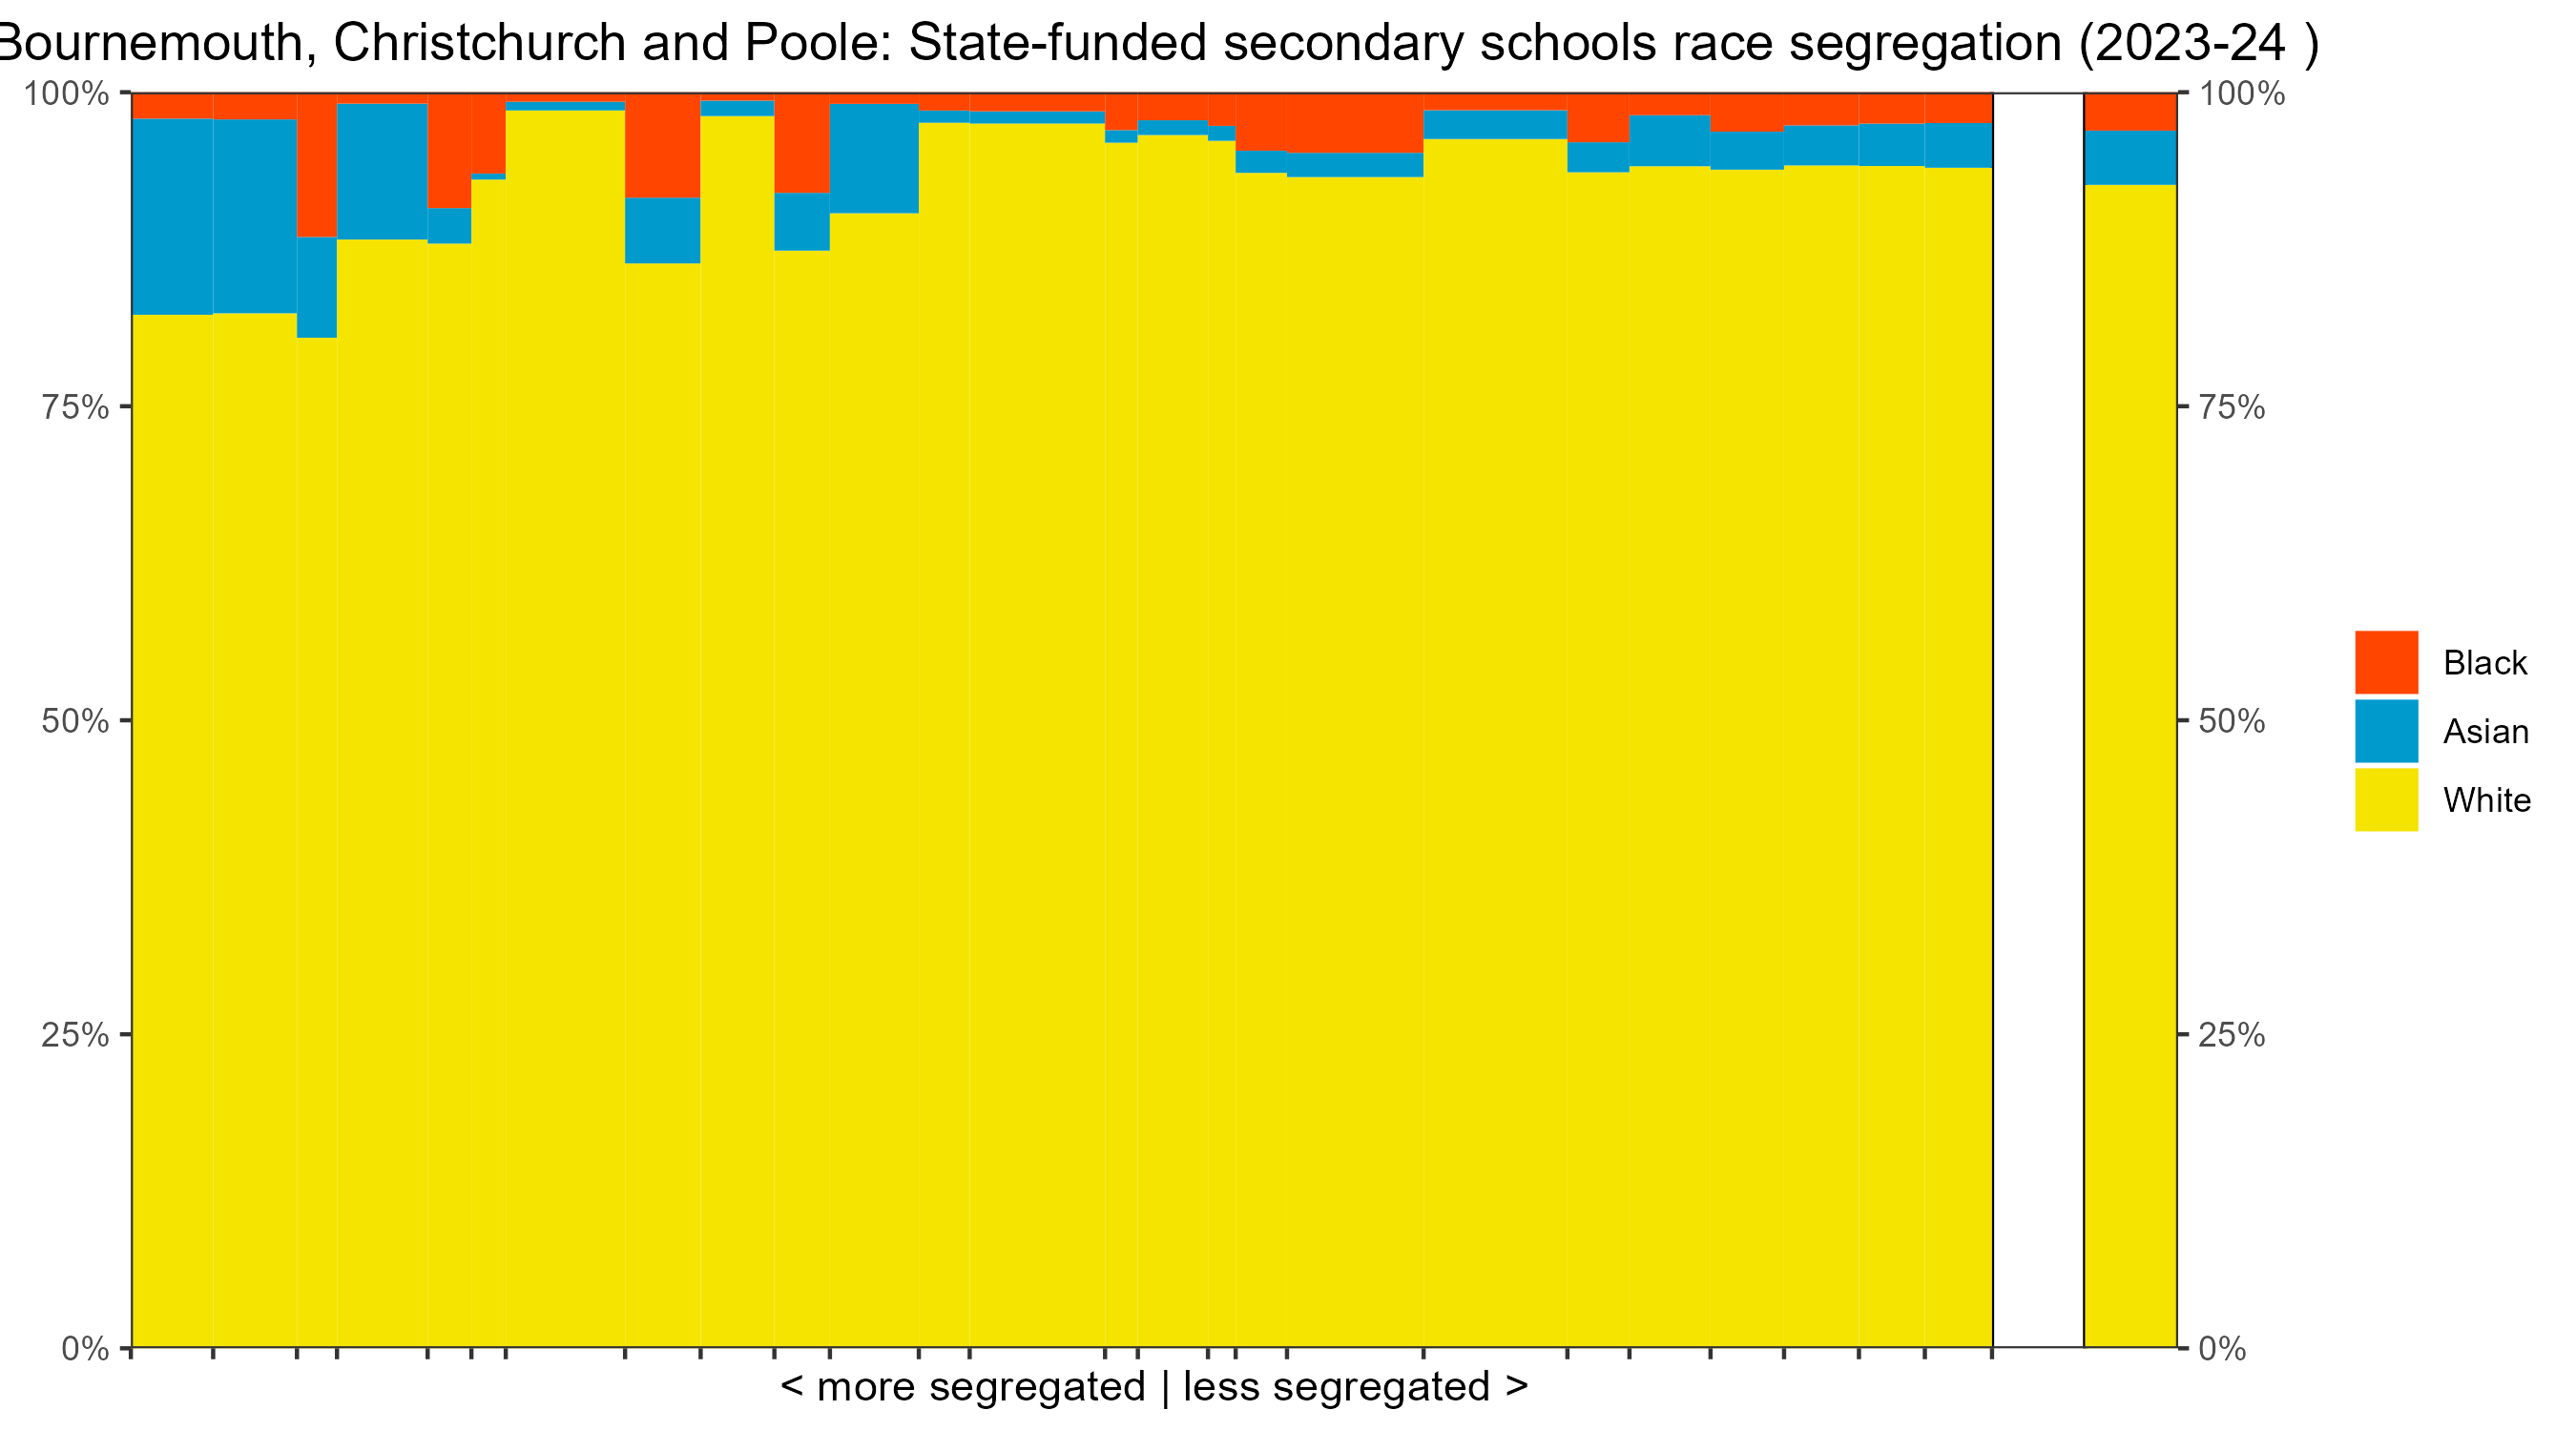 Bournemouth, Christchurch and Poole: State-funded secondary schools race segregation (2023-24 )
100%
100%
75%
75%
50%
50%
25%
25%
0%
0%
Black
Asian
White
< more segregated | less segregated >